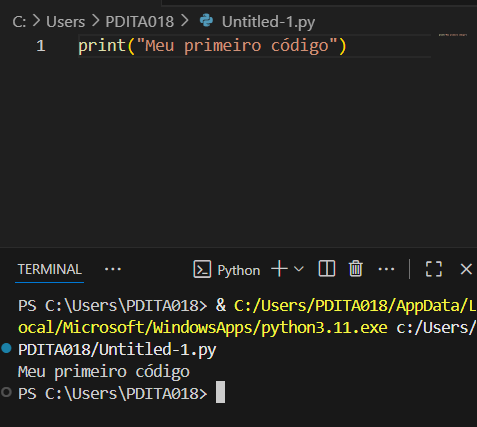 C: > Users > PDITA018 > Untitled-1.py
1 print("Meu primeiro código")
TERMINAL ··· Python
PS C:\Users\PDITA018> & C:/Users/PDITA018/AppData/L
ocal/Microsoft/WindowsApps/python3.11.exe c:/Users/
PDITA018/Untitled-1.py
Meu primeiro código
PS C:\Users\PDITA018>